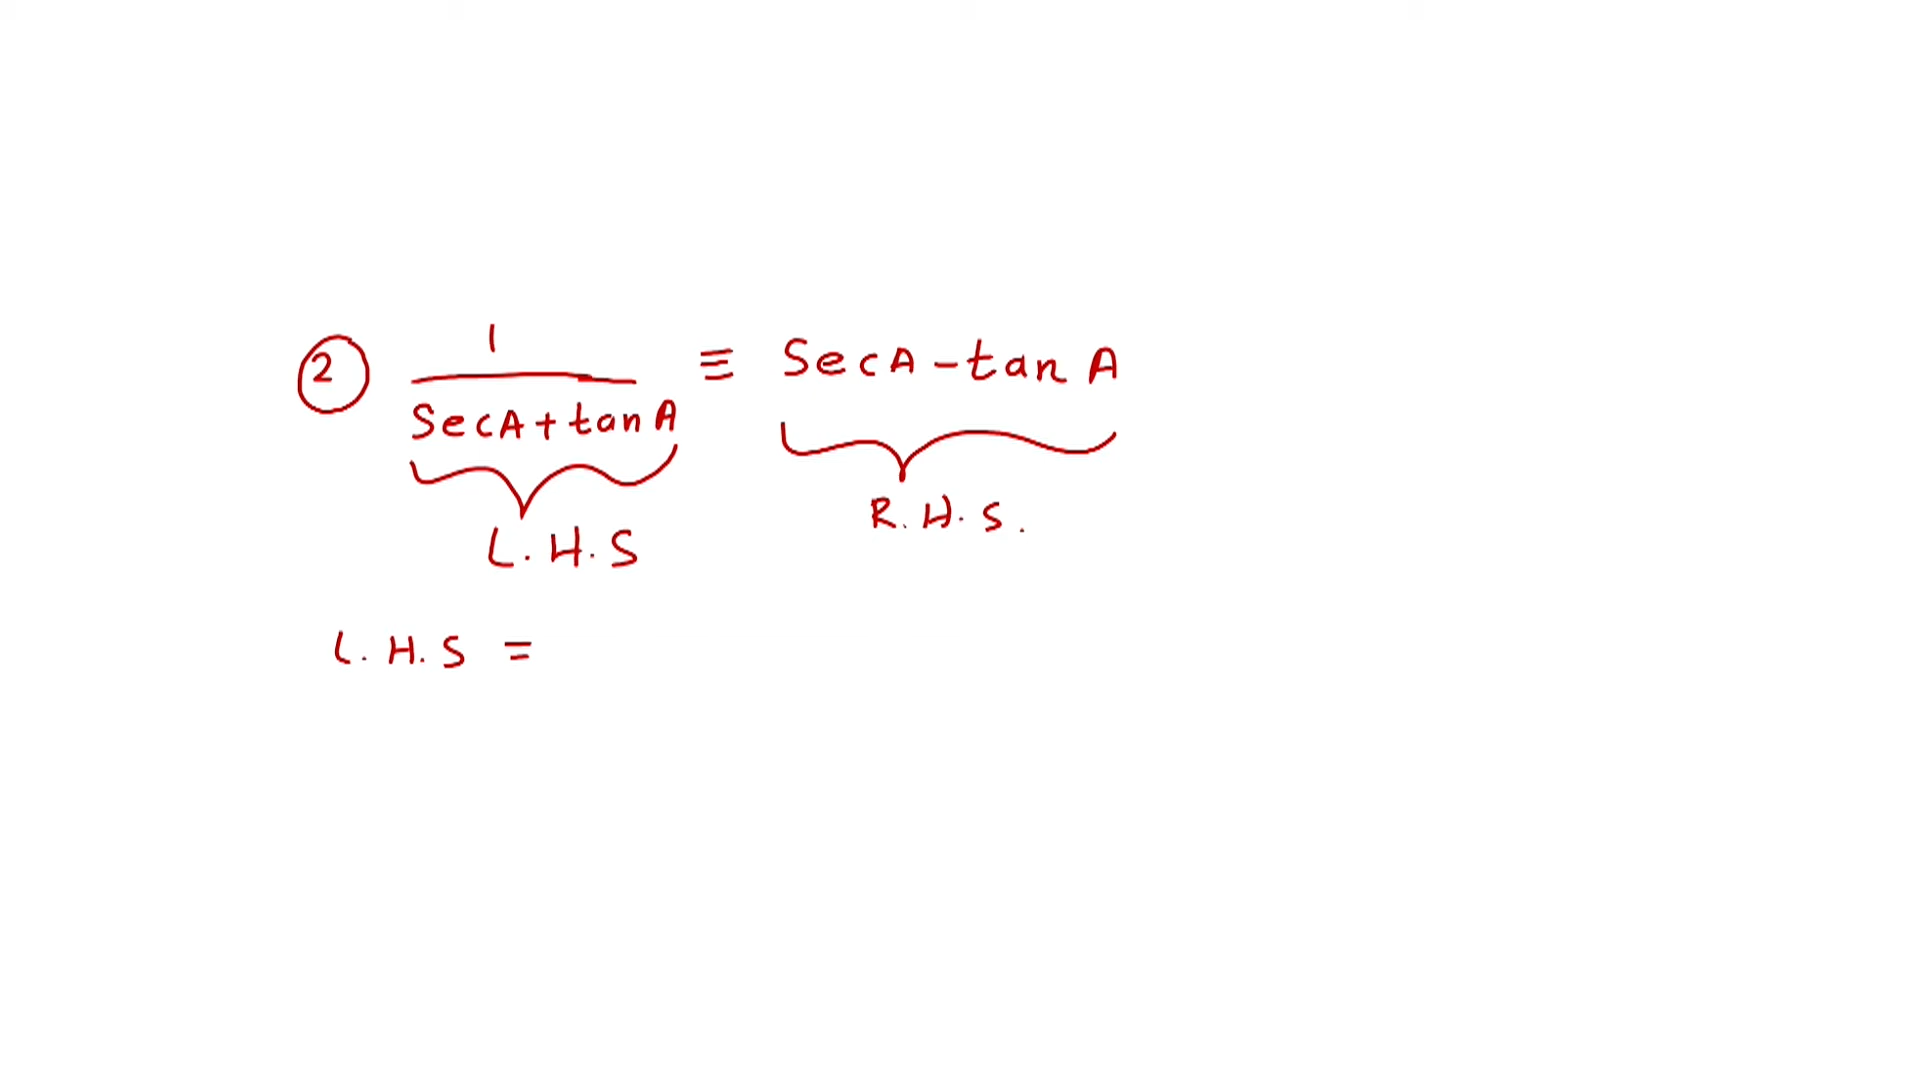 ② 1/(SecA+tanA) ≡ SecA-tanA
L.H.S R.H.S.
L.H.S =